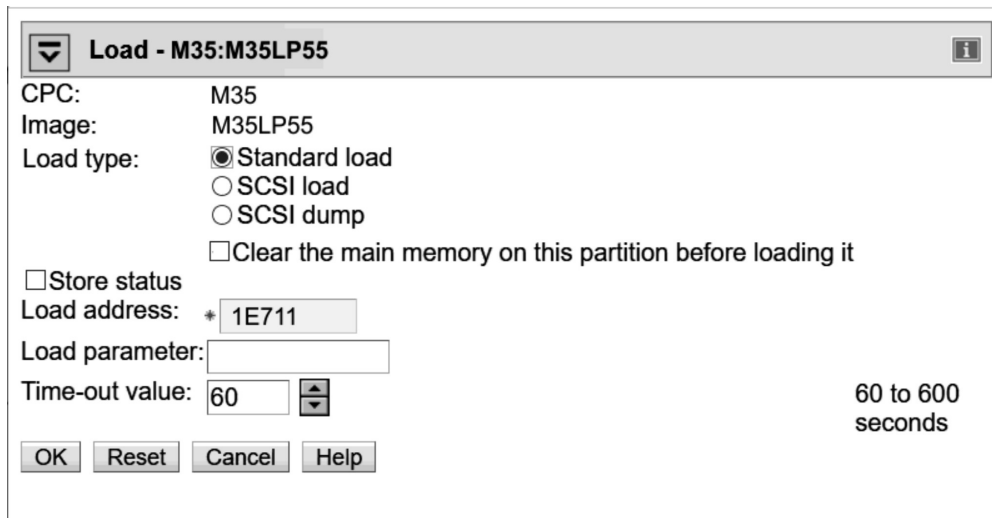 Load - M35:M35LP55
i
CPC: M35
Image: M35LP55
Load type: Standard load
SCSI load
SCSI dump
Clear the main memory on this partition before loading it
Store status
Load address: * 1E711
Load parameter:
Time-out value: 60 60 to 600
seconds
OK Reset Cancel Help